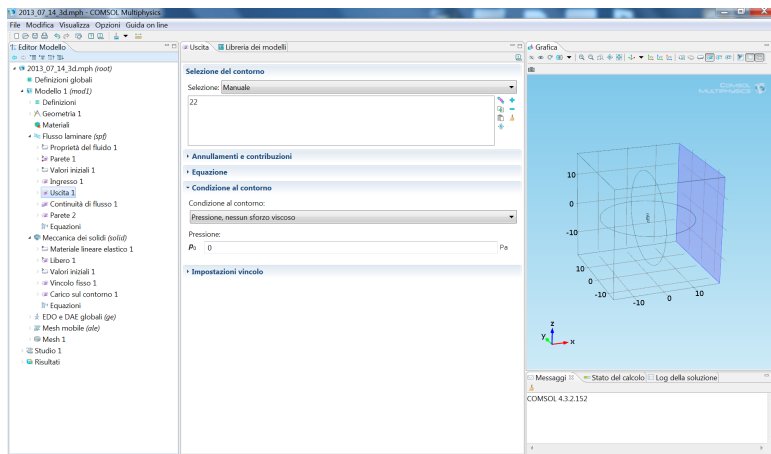 2013_07_14_3d.mph - COMSOL Multiphysics
File Modifica Visualizza Opzioni Guida on line
Editor Modello
2013_07_14_3d.mph (root)
Definizioni globali
Modello 1 (mod1)
Definizioni
Geometria 1
Materiali
Flusso laminare (spf)
Proprietà del fluido 1
Parete 1
Valori iniziali 1
Ingresso 1
Uscita 1
Continuità di flusso 1
Parete 2
Equazioni
Meccanica dei solidi (solid)
Materiale lineare elastico 1
Libero 1
Valori iniziali 1
Vincolo fisso 1
Carico sul contorno 1
Equazioni
EDO e DAE globali (ge)
Mesh mobile (ale)
Mesh 1
Studio 1
Risultati
Uscita Libreria dei modelli
Selezione del contorno
Selezione: Manuale
22
Annullamenti e contribuzioni
Equazione
Condizione al contorno
Condizione al contorno:
Pressione, nessun sforzo viscoso
Pressione:
p₀ 0 Pa
Impostazioni vincolo
Grafica
COMSOL
MULTIPHYSICS
10
0
-10
10
0
-10
-10
0
10
z
y
x
Messaggi Stato del calcolo Log della soluzione
COMSOL 4.3.2.152